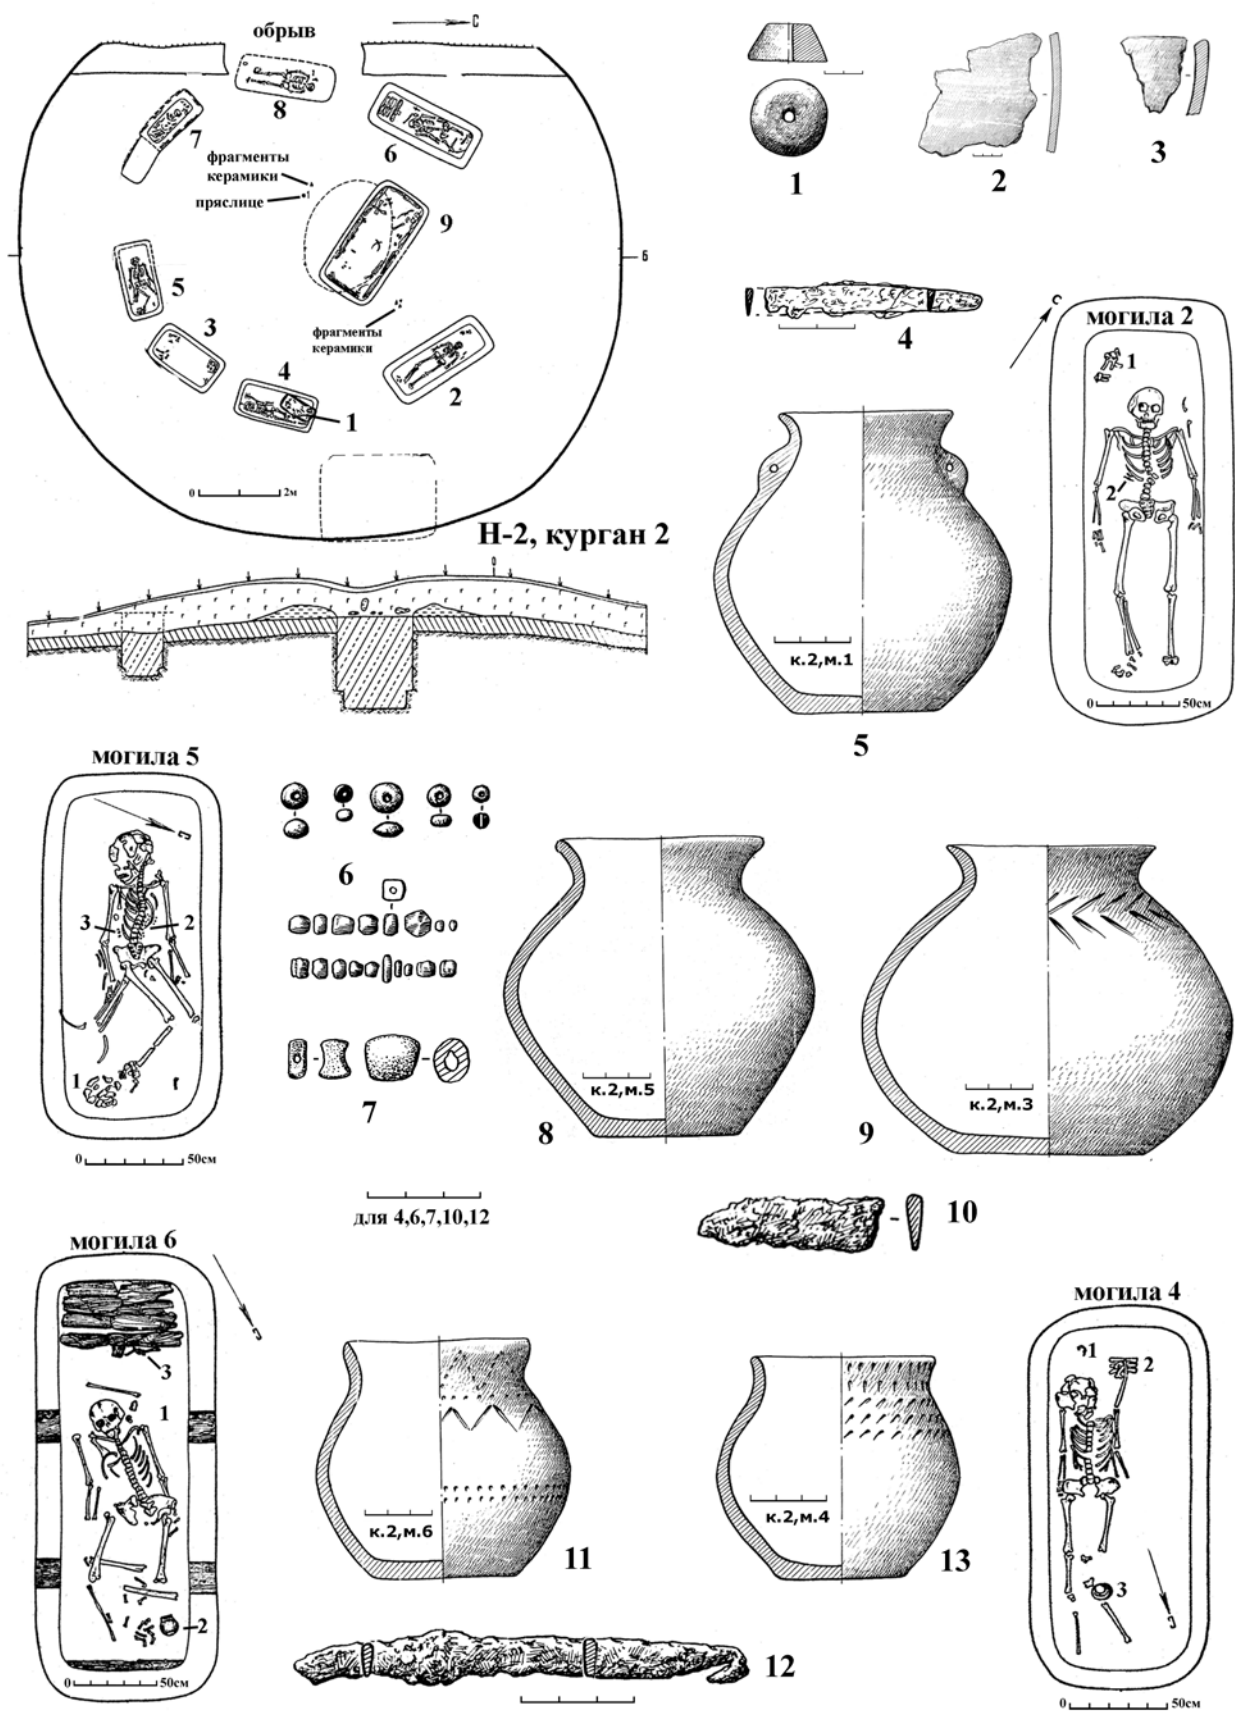 обрыв
С
8
7
6
фрагменты
керамики
пряслице
1
9
Б
5
3
фрагменты
керамики
4
2
1
0 2м
Н-2, курган 2
0
1
2
3
4
С
могила 2
1
2
0 50см
к.2,м.1
5
могила 5
С
3
2
1
0 50см
6
7
к.2,м.5
8
к.2,м.3
9
для 4,6,7,10,12
10
могила 6
С
3
1
2
0 50см
к.2,м.6
11
к.2,м.4
13
12
могила 4
1
2
3
С
0 50см